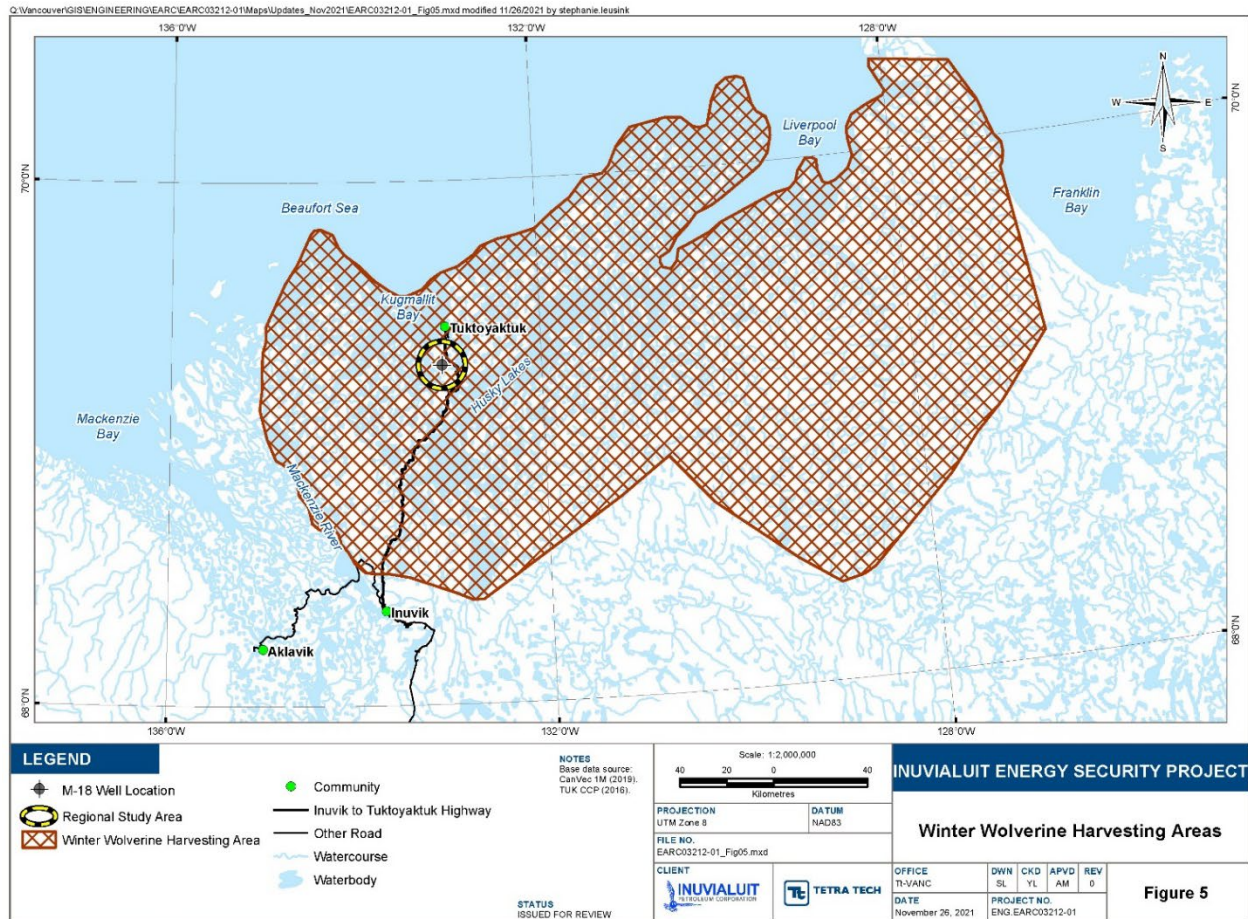 Q:\Vancouver\GIS\ENGINEERING\EARC\EARC03212-01\Maps\Updates_Nov2021\EARC03212-01_Fig05.mxd modified 11/26/2021 by stephanie.leusink
136°0'W
132°0'W
128°0'W
N
W
E
S
70°0'N
70°0'N
Liverpool
Bay
Franklin
Bay
Beaufort Sea
Kugmallit
Bay
Tuktoyaktuk
Husky Lakes
Mackenzie
Bay
Mackenzie River
Inuvik
Aklavik
68°0'N
68°0'N
136°0'W
132°0'W
128°0'W
LEGEND
M-18 Well Location
Regional Study Area
Winter Wolverine Harvesting Area
Community
Inuvik to Tuktoyaktuk Highway
Other Road
Watercourse
Waterbody
NOTES
Base data source:
CanVec 1M (2019).
TUK CCP (2016).
STATUS
ISSUED FOR REVIEW
Scale: 1:2,000,000
40 20 0 40
Kilometres
PROJECTION
UTM Zone 8
DATUM
NAD83
FILE NO.
EARC03212-01_Fig05.mxd
CLIENT
INUVIALUIT
PETROLEUM CORPORATION
Tt TETRA TECH
INUVIALUIT ENERGY SECURITY PROJECT
Winter Wolverine Harvesting Areas
OFFICE
Tt-VANC
DWN CKD APVD REV
SL YL AM 0
DATE
November 26, 2021
PROJECT NO.
ENG.EARC03212-01
Figure 5